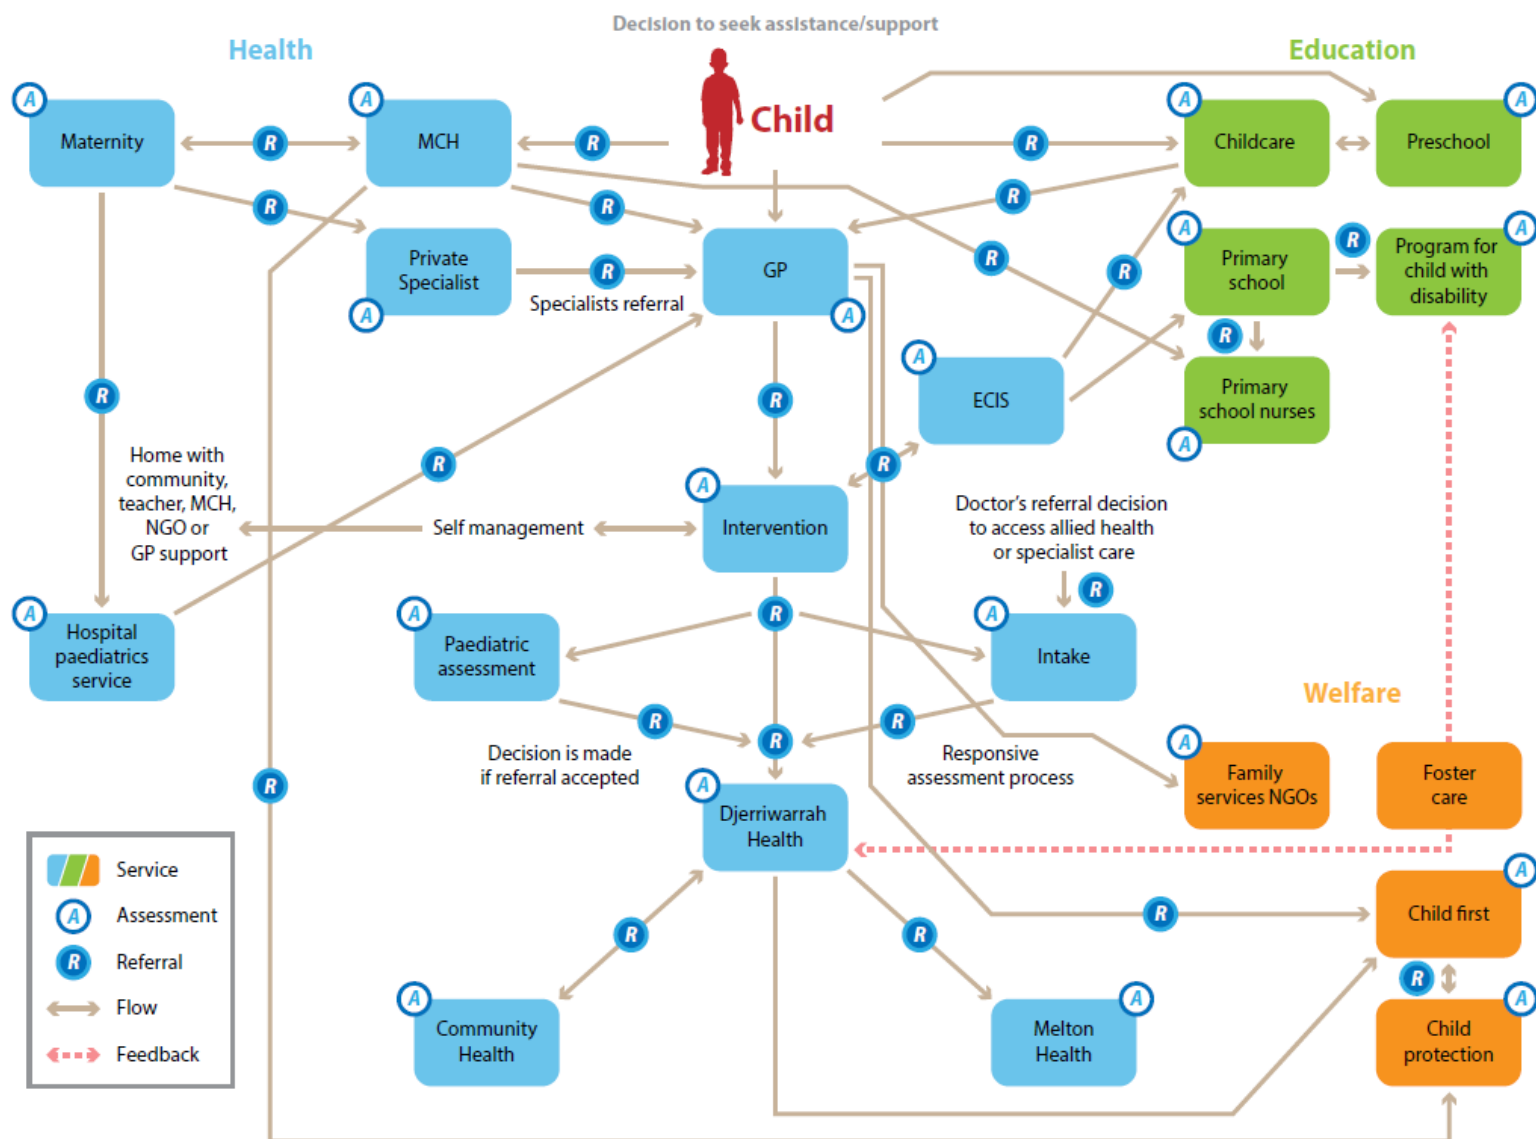 Decision to seek assistance/support
Health
Education
Child
A
Maternity
R
A
MCH
R
R
A
Childcare
A
Preschool
R
R
R
A
Private
Specialist
R
Specialists referral
GP
A
R
R
A
Primary
school
R
A
Program for
child with
disability
R
Primary
school nurses
A
A
ECIS
R
R
R
R
Home with
community,
teacher, MCH,
NGO or
GP support
Self management
A
Intervention
Doctor's referral decision
to access allied health
or specialist care
R
A
Hospital
paediatrics
service
A
Paediatric
assessment
R
A
Intake
Welfare
R
R
R
Decision is made
if referral accepted
Responsive
assessment process
A
Family
services NGOs
Foster
care
R
A
Djerriwarrah
Health
A
Child first
R
R
R
R
A
Child
protection
A
Community
Health
A
Melton
Health
Service
A
Assessment
R
Referral
Flow
Feedback